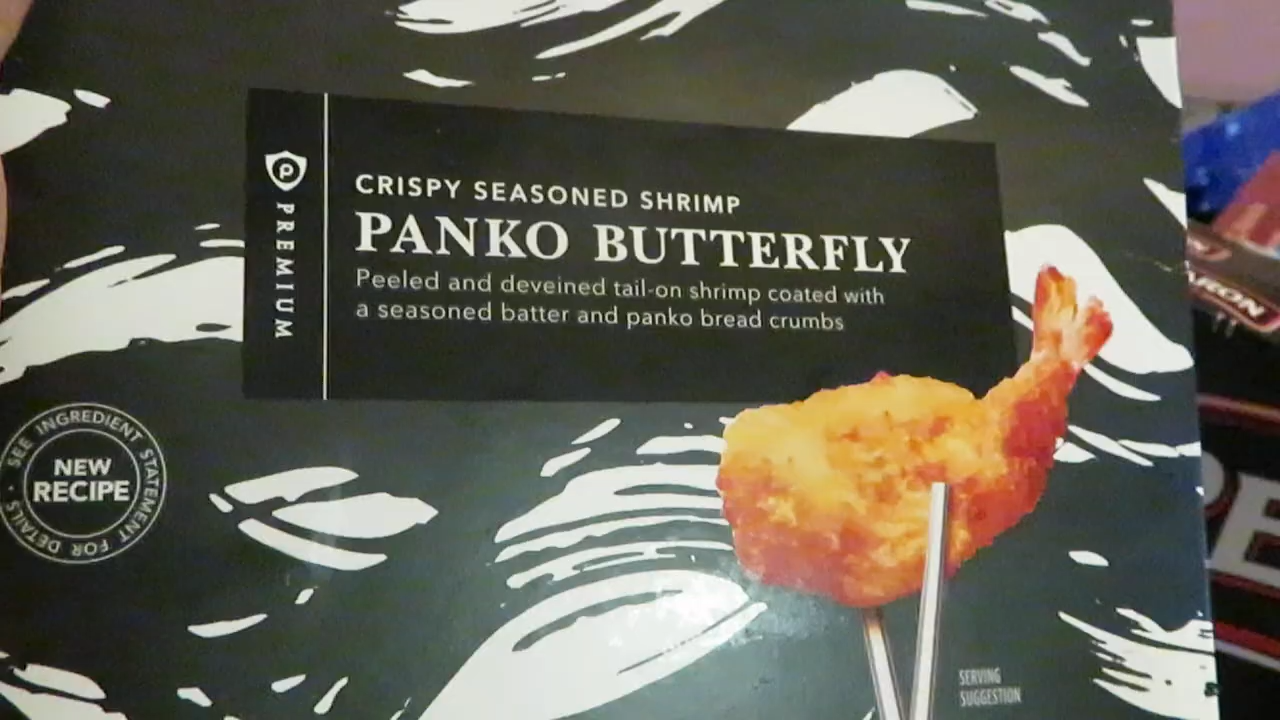 P PREMIUM
CRISPY SEASONED SHRIMP
PANKO BUTTERFLY
Peeled and deveined tail-on shrimp coated with
a seasoned batter and panko bread crumbs
SEE INGREDIENT STATEMENT FOR DETAILS •
NEW
RECIPE
SERVING
SUGGESTION